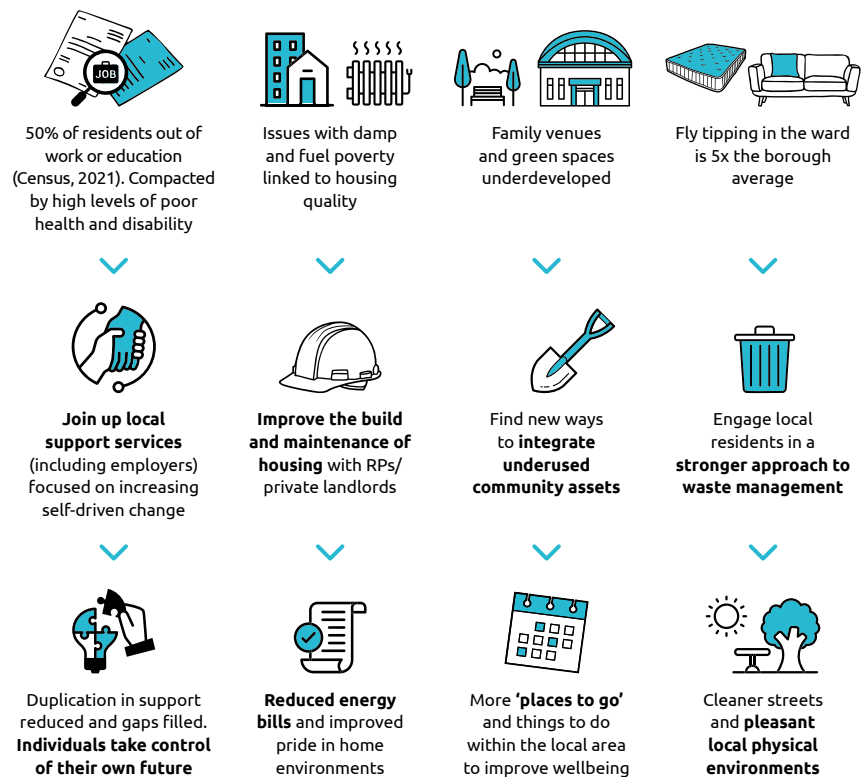 JOB
50% of residents out of
work or education
(Census, 2021). Compacted
by high levels of poor
health and disability
Issues with damp
and fuel poverty
linked to housing
quality
Family venues
and green spaces
underdeveloped
Fly tipping in the ward
is 5x the borough
average
Join up local
support services
(including employers)
focused on increasing
self-driven change
Improve the build
and maintenance of
housing with RPs/
private landlords
Find new ways
to integrate
underused
community assets
Engage local
residents in a
stronger approach to
waste management
Duplication in support
reduced and gaps filled.
Individuals take control
of their own future
Reduced energy
bills and improved
pride in home
environments
More ‘places to go’
and things to do
within the local area
to improve wellbeing
Cleaner streets
and pleasant
local physical
environments